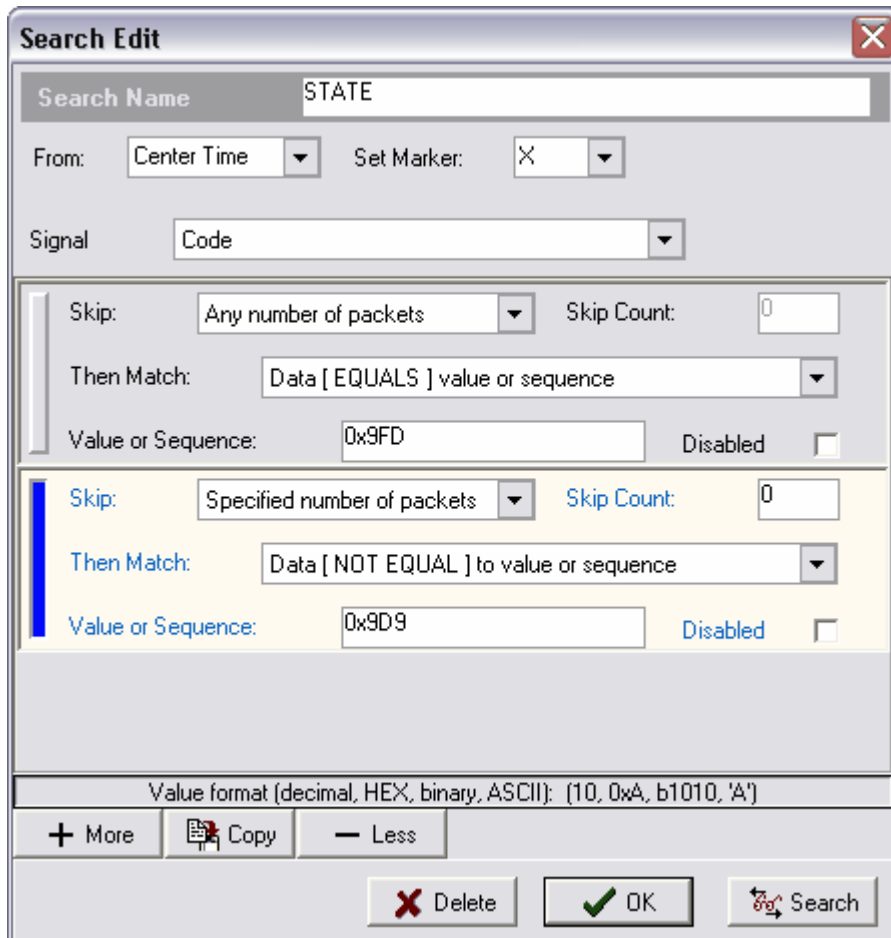 Search Edit
Search Name STATE
From: Center Time Set Marker: X
Signal Code
Skip: Any number of packets Skip Count: 0
Then Match: Data [ EQUALS ] value or sequence
Value or Sequence: 0x9FD Disabled
Skip: Specified number of packets Skip Count: 0
Then Match: Data [ NOT EQUAL ] to value or sequence
Value or Sequence: 0x9D9 Disabled
Value format (decimal, HEX, binary, ASCII): (10, 0xA, b1010, 'A')
+ More Copy − Less
Delete OK Search